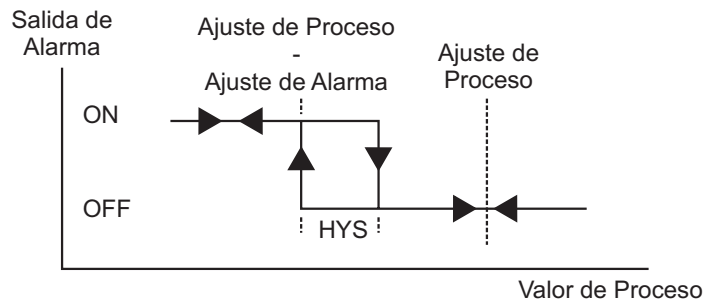 Salida de
Alarma
Ajuste de Proceso
-
Ajuste de Alarma
Ajuste de
Proceso
ON
OFF
HYS
Valor de Proceso